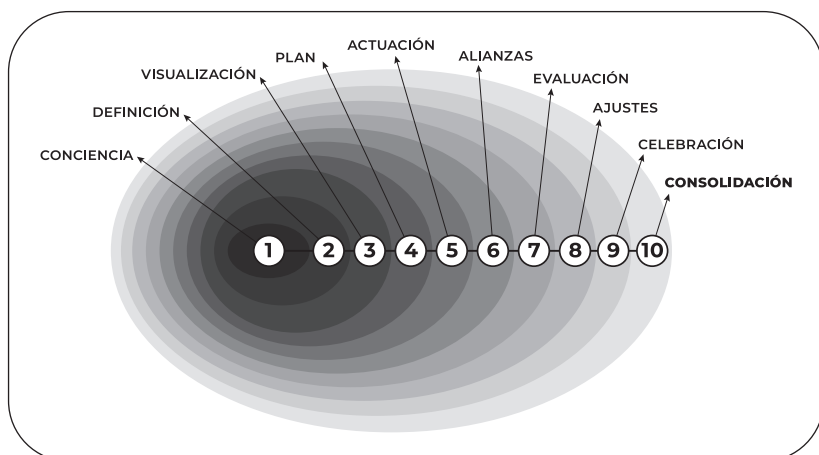 CONCIENCIA
DEFINICIÓN
VISUALIZACIÓN
PLAN
ACTUACIÓN
ALIANZAS
EVALUACIÓN
AJUSTES
CELEBRACIÓN
CONSOLIDACIÓN
1 2 3 4 5 6 7 8 9 10